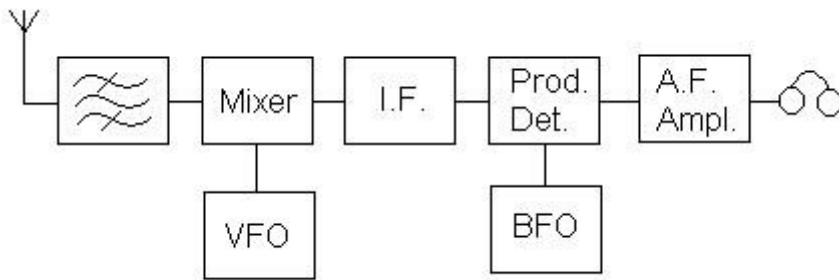 Mixer
I.F.
Prod.
Det.
A.F.
Ampl.
VFO
BFO